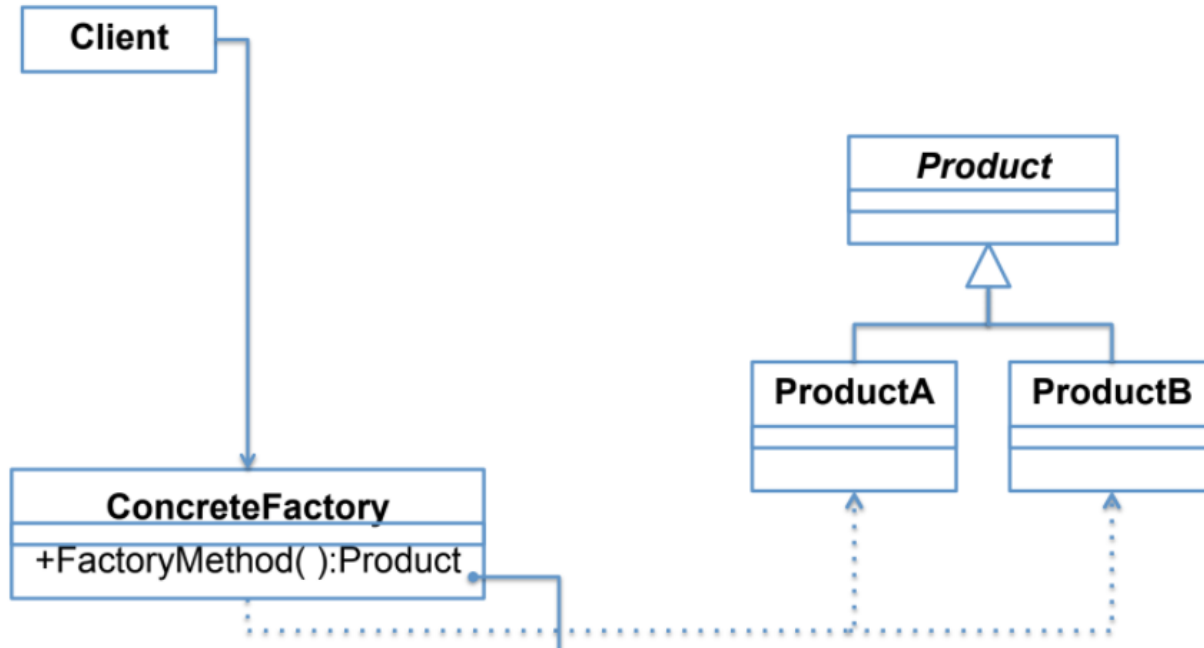 Client
Product
ProductA
ProductB
ConcreteFactory
+FactoryMethod( ):Product